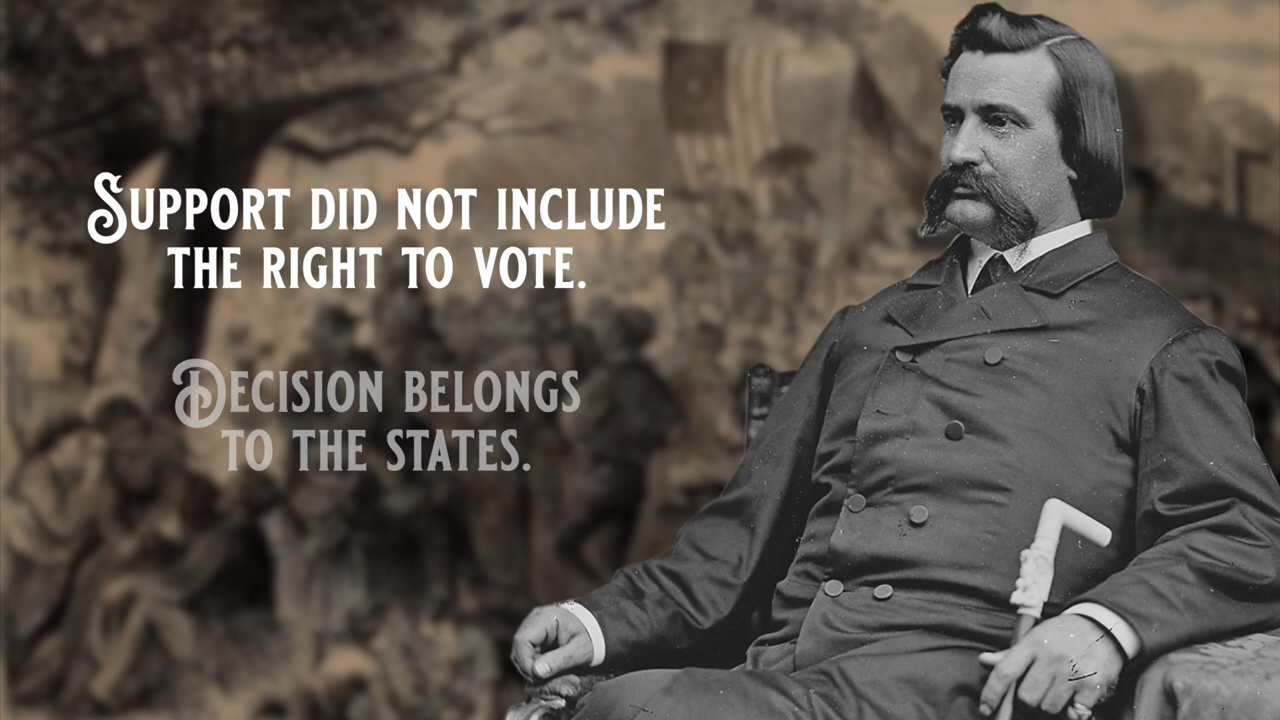 Support did not include
the right to vote.
Decision belongs
to the states.